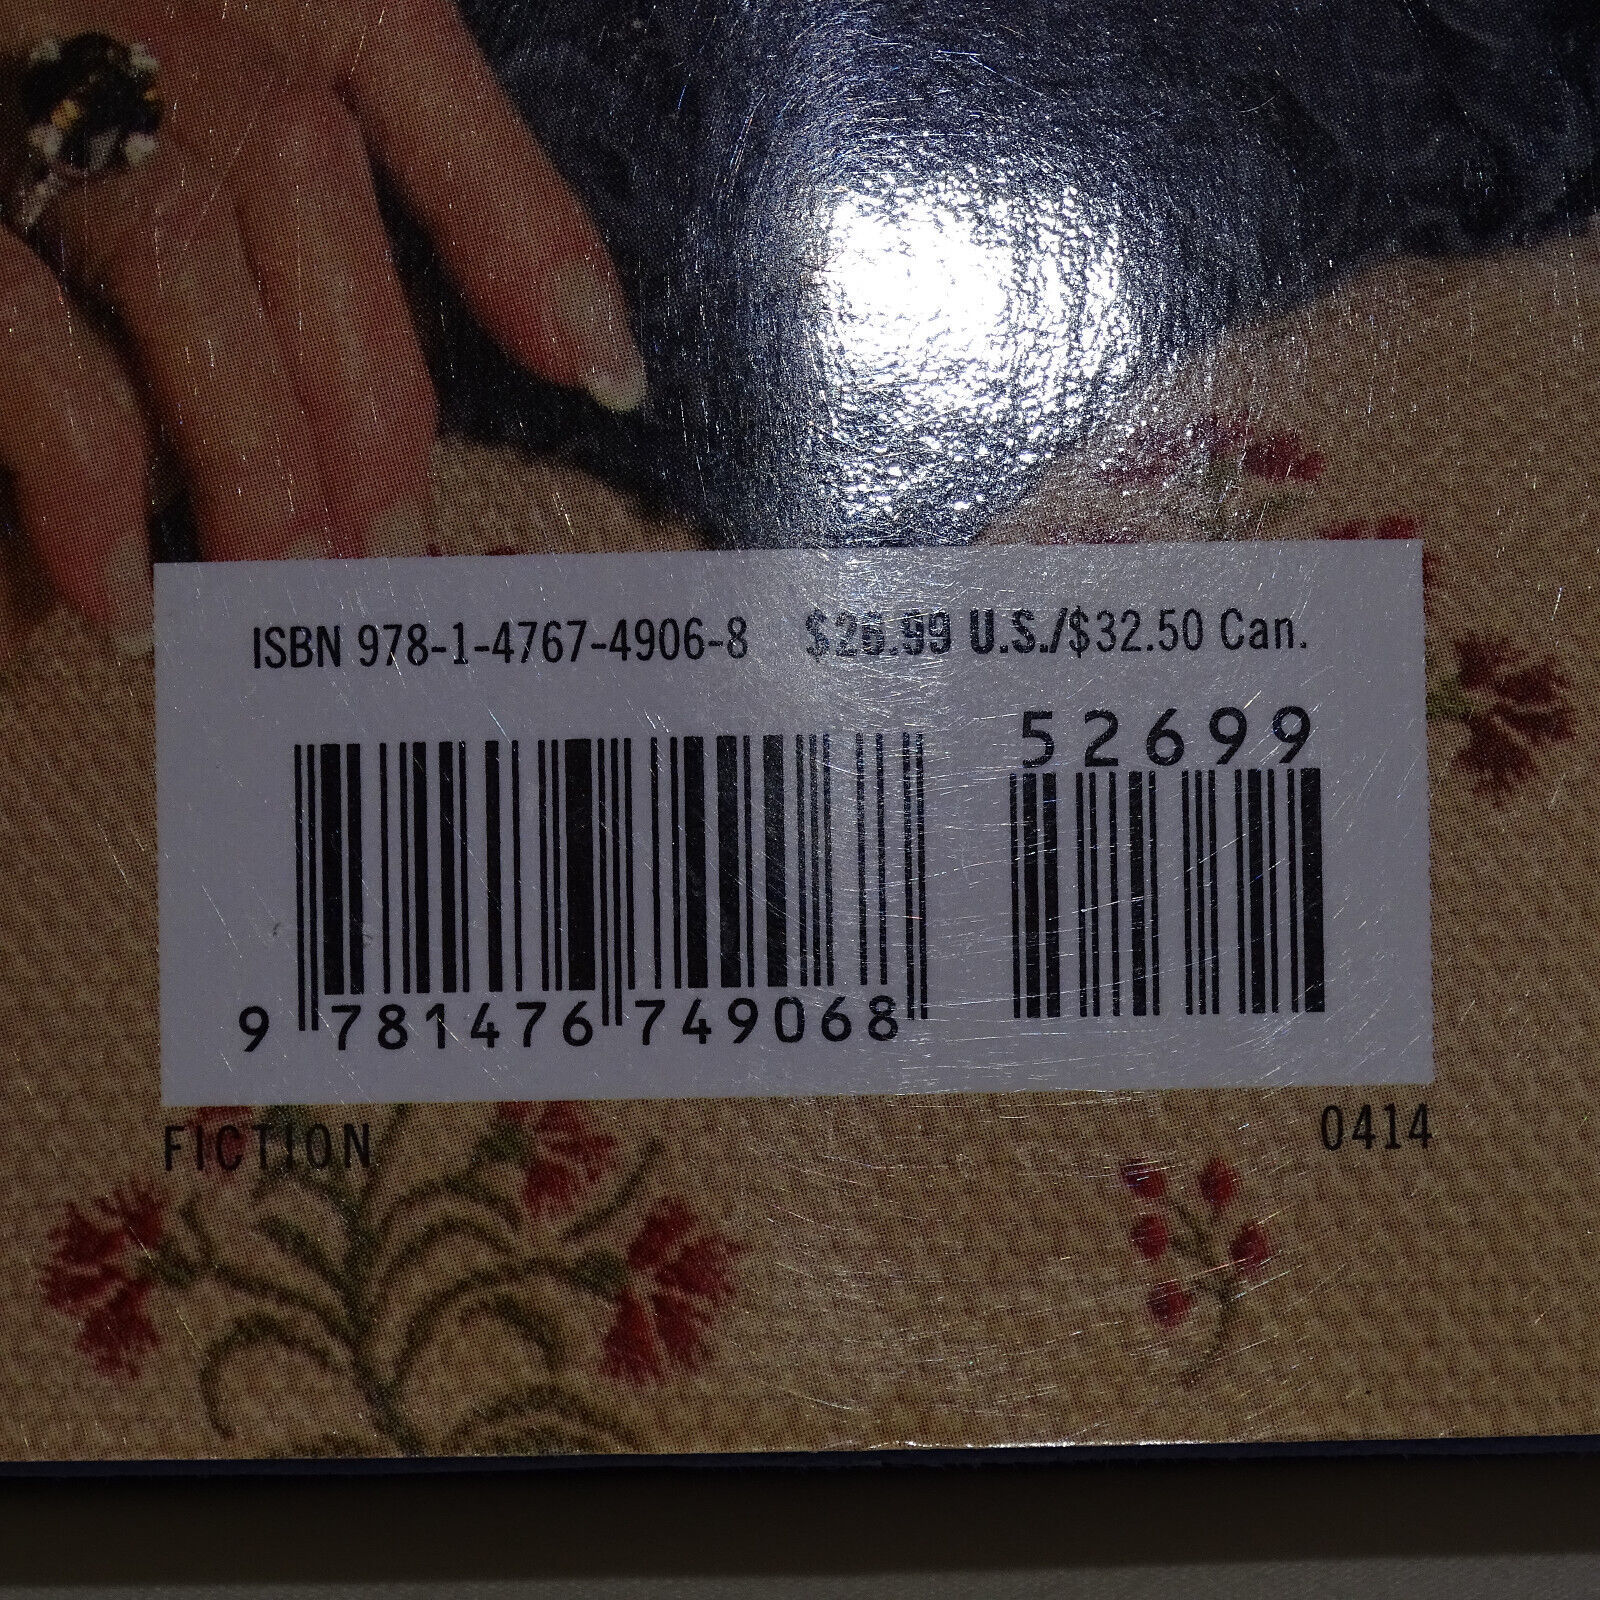 ISBN 978-1-4767-4906-8 $26.99 U.S./$32.50 Can.
52699
9 781476 749068
FICTION 0414